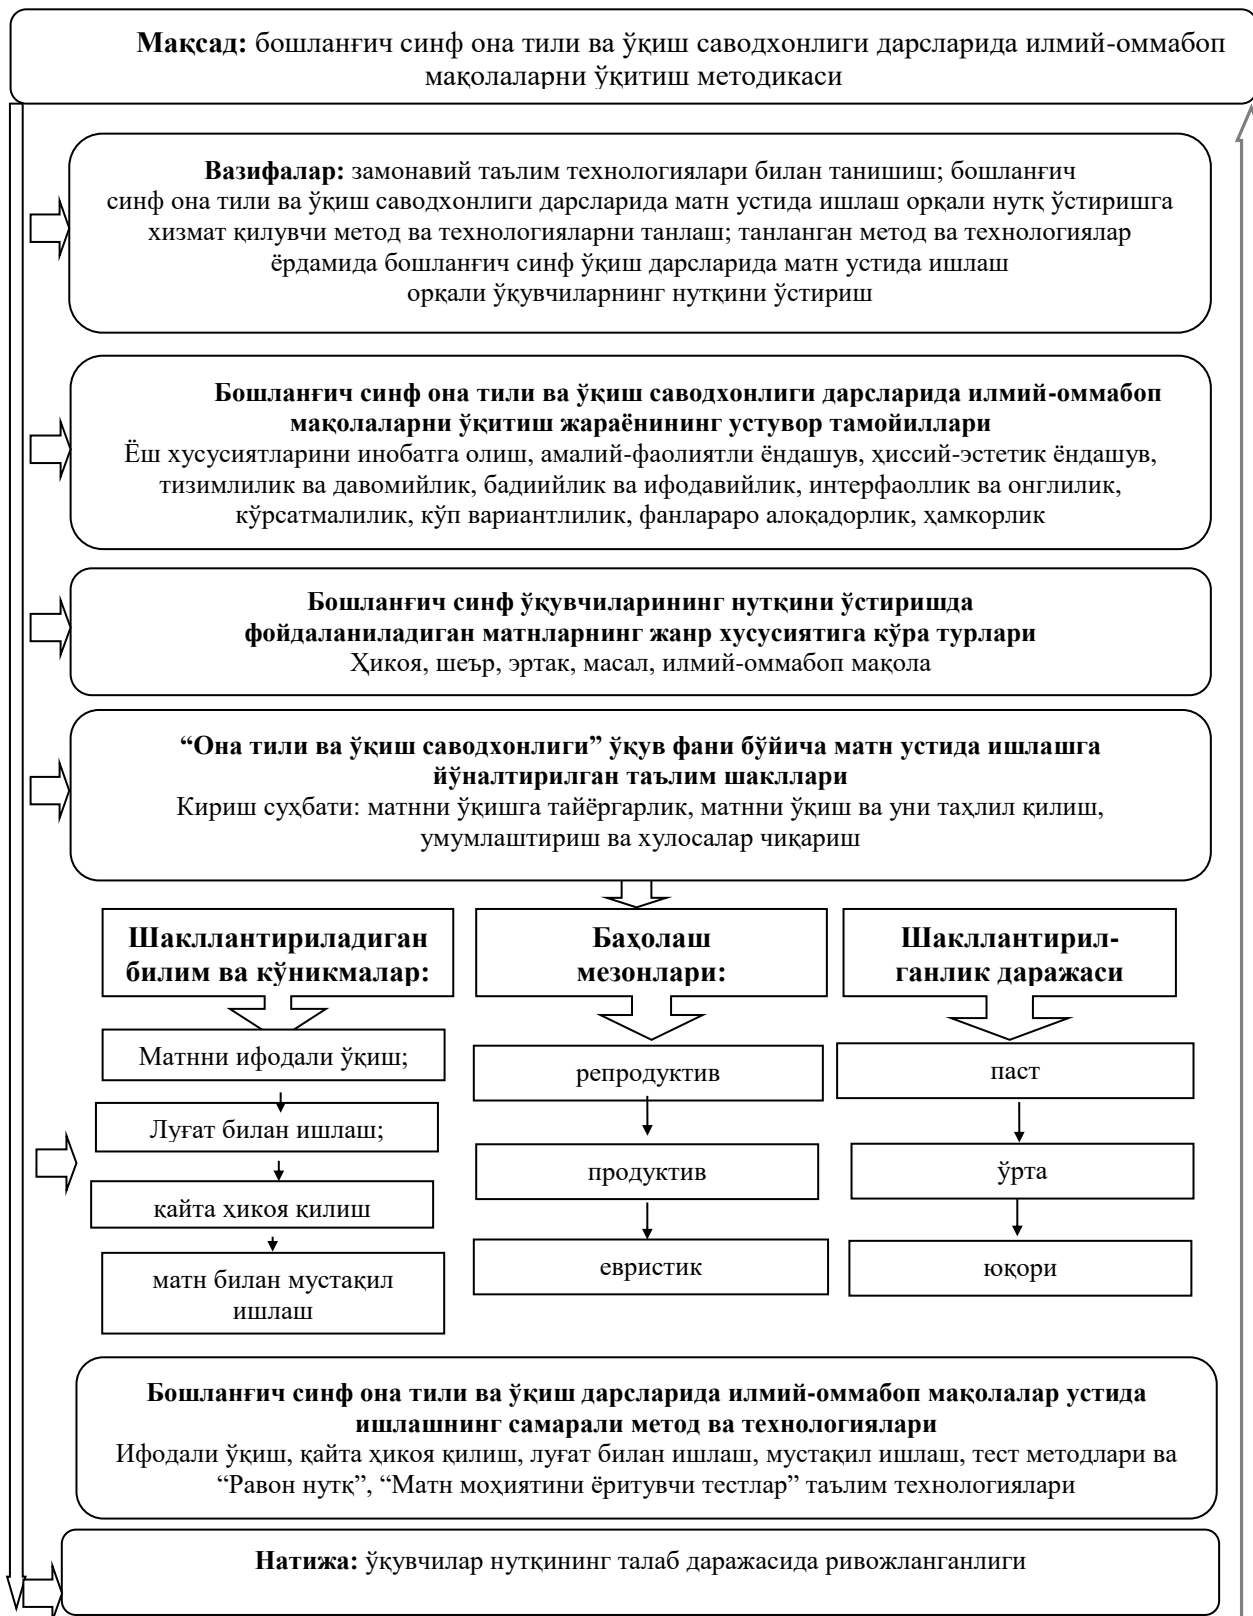 Мақсад: бошланғич синф она тили ва ўқиш саводхонлиги дарсларида илмий-оммабоп
мақолаларни ўқитиш методикаси
Вазифалар: замонавий таълим технологиялари билан танишиш; бошланғич
синф она тили ва ўқиш саводхонлиги дарсларида матн устида ишлаш орқали нутқ ўстиришга
хизмат қилувчи метод ва технологияларни танлаш; танланган метод ва технологиялар
ёрдамида бошланғич синф ўқиш дарсларида матн устида ишлаш
орқали ўқувчиларнинг нутқини ўстириш
Бошланғич синф она тили ва ўқиш саводхонлиги дарсларида илмий-оммабоп
мақолаларни ўқитиш жараёнининг устувор тамойиллари
Ёш хусусиятларини инобатга олиш, амалий-фаолиятли ёндашув, ҳиссий-эстетик ёндашув,
тизимлилик ва давомийлик, бадиийлик ва ифодавийлик, интерфаоллик ва онглилик,
кўрсатмалилик, кўп вариантлилик, фанлараро алоқадорлик, ҳамкорлик
Бошланғич синф ўқувчиларининг нутқини ўстиришда
фойдаланиладиган матнларнинг жанр хусусиятига кўра турлари
Ҳикоя, шеър, эртак, масал, илмий-оммабоп мақола
“Она тили ва ўқиш саводхонлиги” ўқув фани бўйича матн устида ишлашга
йўналтирилган таълим шакллари
Кириш суҳбати: матнни ўқишга тайёргарлик, матнни ўқиш ва уни таҳлил қилиш,
умумлаштириш ва хулосалар чиқариш
Шакллантириладиган
билим ва кўникмалар:
Матнни ифодали ўқиш;
Луғат билан ишлаш;
қайта ҳикоя қилиш
матн билан мустақил
ишлаш
Баҳолаш
мезонлари:
репродуктив
продуктив
евристик
Шакллантирил-
ганлик даражаси
паст
ўрта
юқори
Бошланғич синф она тили ва ўқиш дарсларида илмий-оммабоп мақолалар устида
ишлашнинг самарали метод ва технологиялари
Ифодали ўқиш, қайта ҳикоя қилиш, луғат билан ишлаш, мустақил ишлаш, тест методлари ва
“Равон нутқ”, “Матн моҳиятини ёритувчи тестлар” таълим технологиялари
Натижа: ўқувчилар нутқининг талаб даражасида ривожланганлиги